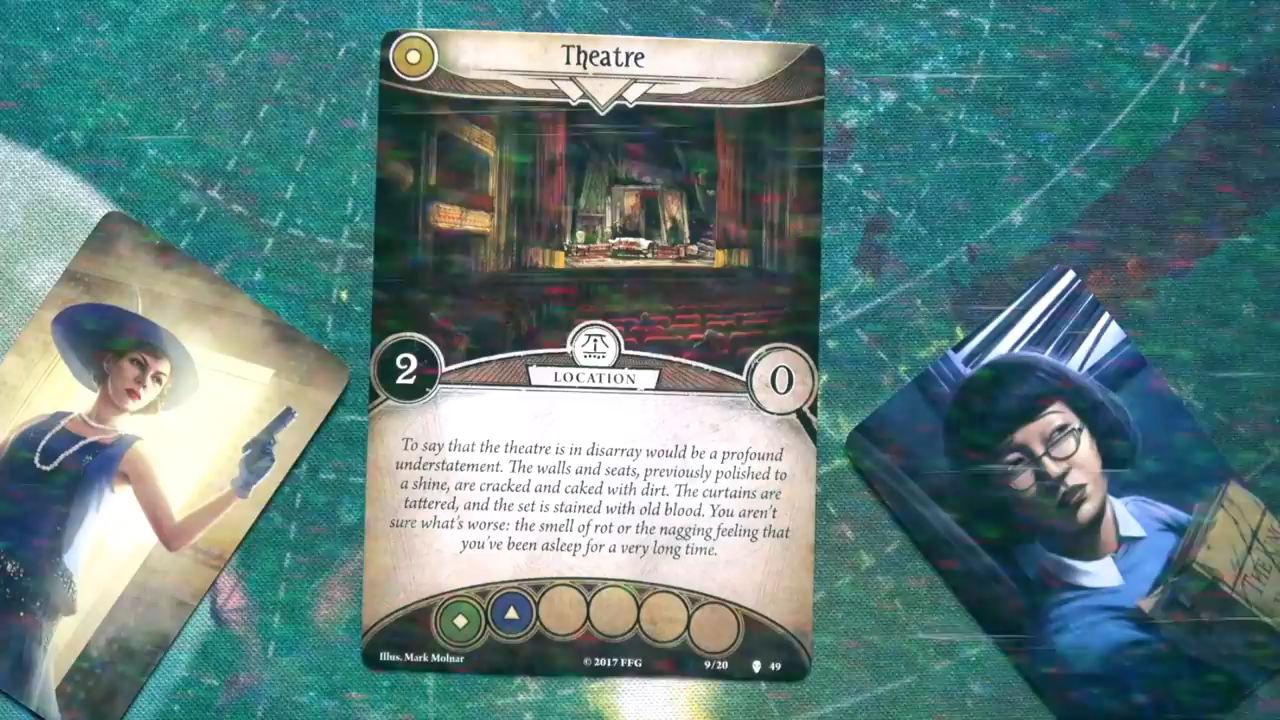 Theatre
2
LOCATION
0
To say that the theatre is in disarray would be a profound
understatement. The walls and seats, previously polished to
a shine, are cracked and caked with dirt. The curtains are
tattered, and the set is stained with old blood. You aren't
sure what's worse: the smell of rot or the nagging feeling that
you've been asleep for a very long time.
Illus. Mark Molnar
© 2017 FFG
9/20
49
THE